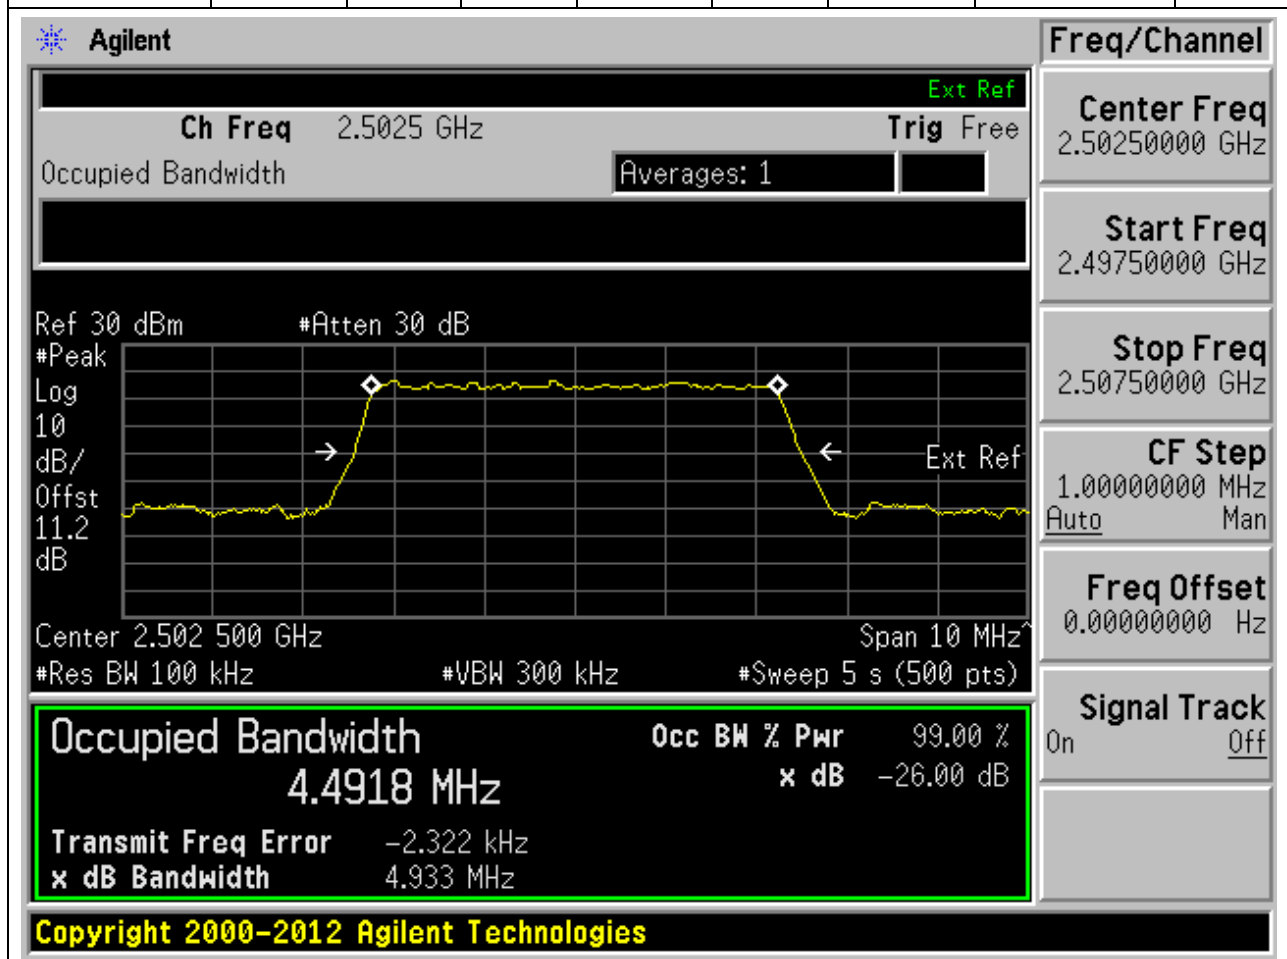 Agilent
Freq/Channel
Ext Ref
Ch Freq 2.5025 GHz Trig Free
Occupied Bandwidth Averages: 1
Center Freq
2.50250000 GHz
Start Freq
2.49750000 GHz
Stop Freq
2.50750000 GHz
CF Step
1.00000000 MHz
Auto Man
Freq Offset
0.00000000 Hz
Signal Track
On Off
Ref 30 dBm #Atten 30 dB
#Peak
Log
10
dB/
Offst
11.2
dB
Ext Ref
Center 2.502 500 GHz Span 10 MHz^
#Res BW 100 kHz #VBW 300 kHz #Sweep 5 s (500 pts)
Occupied Bandwidth Occ BW % Pwr 99.00 %
4.4918 MHz x dB -26.00 dB
Transmit Freq Error -2.322 kHz
x dB Bandwidth 4.933 MHz
Copyright 2000-2012 Agilent Technologies